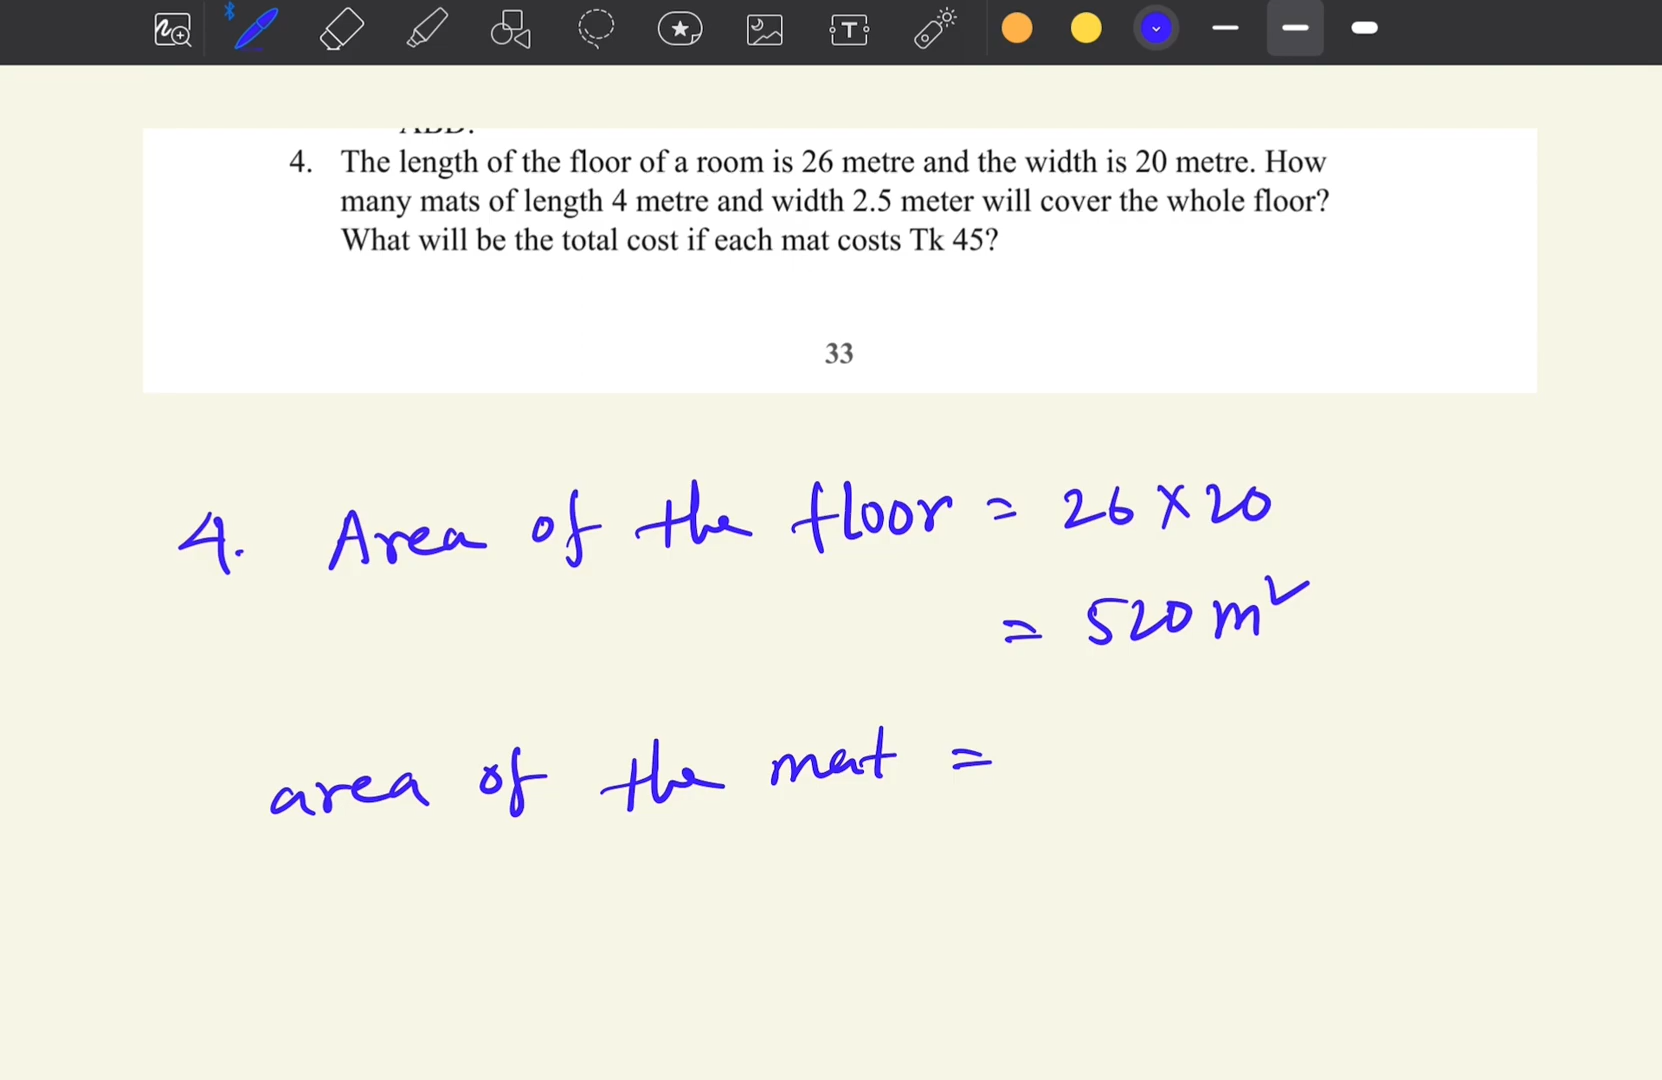 4. The length of the floor of a room is 26 metre and the width is 20 metre. How
many mats of length 4 metre and width 2.5 meter will cover the whole floor?
What will be the total cost if each mat costs Tk 45?
33
4. Area of the floor = 26 × 20
= 520 m²
area of the mat =